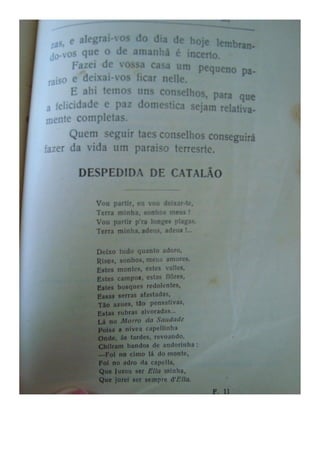 zas, e alegrai-vos do dia de hoje lembran-
do-vos que o de amanhã é incerto.
Fazei de vossa casa um pequeno pa-
raiso e deixai-vos ficar nelle.
E ahi temos uns conselhos, para que
a felicidade e paz domestica sejam relativa-
mente completas.
Quem seguir taes conselhos conseguirá
fazer da vida um paraiso terresrte.
DESPEDIDA DE CATALÃO
Vou partir, eu vou deixar-te,
Terra minha, sonhos meus !
Vou partir p'ra longes plagas.
Terra minha, adeus, adeus !...
Deixo tudo quanto adoro,
Risos, sonhos, meus amores.
Estes montes, estes valles,
Estes campos, estas flores,
Estes bosques redolentes,
Essas serras afastadas,
Tão azues, tão pensativas,
Estas rubras alvoradas...
Lá no Morro da Saudade
Poisa a nivea capellinha
Onde, ás tardes, revoando,
Chilram bandos de andorinha ;
—Foi no cimo lá do monte,
Foi no adro da capella,
Que jurou ser Ella minha,
Que jurei ser sempre d'Ella.
F. 11